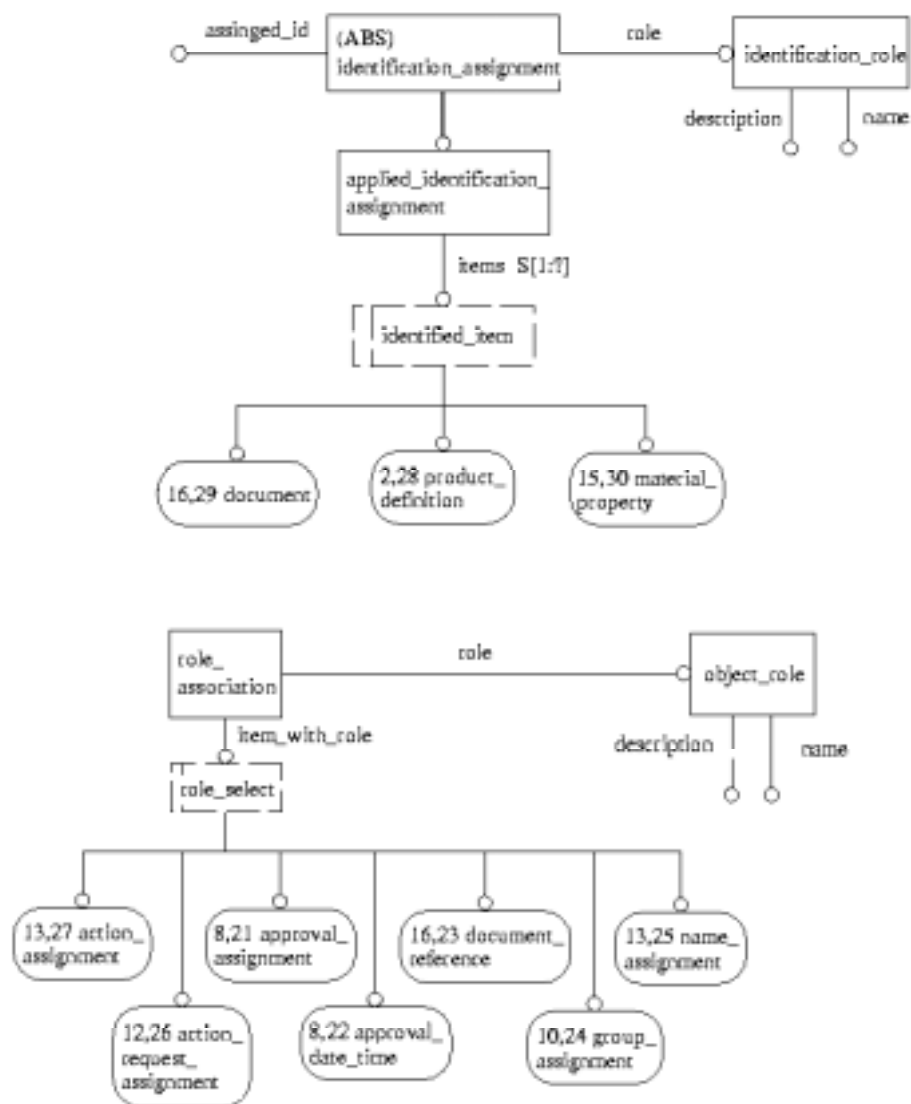 assinged_id
(ABS)
identification_assignment
role
identification_role
description
name
applied_identification_
assignment
items S[1:?]
identified_item
16,29 document
2,28 product_
definition
15,30 material_
property
role_
association
role
object_role
item_with_role
description
name
role_select
13,27 action_
assignment
8,21 approval_
assignment
16,23 document_
reference
13,25 name_
assignment
12,26 action_
request_
assignment
8,22 approval_
date_time
10,24 group_
assignment